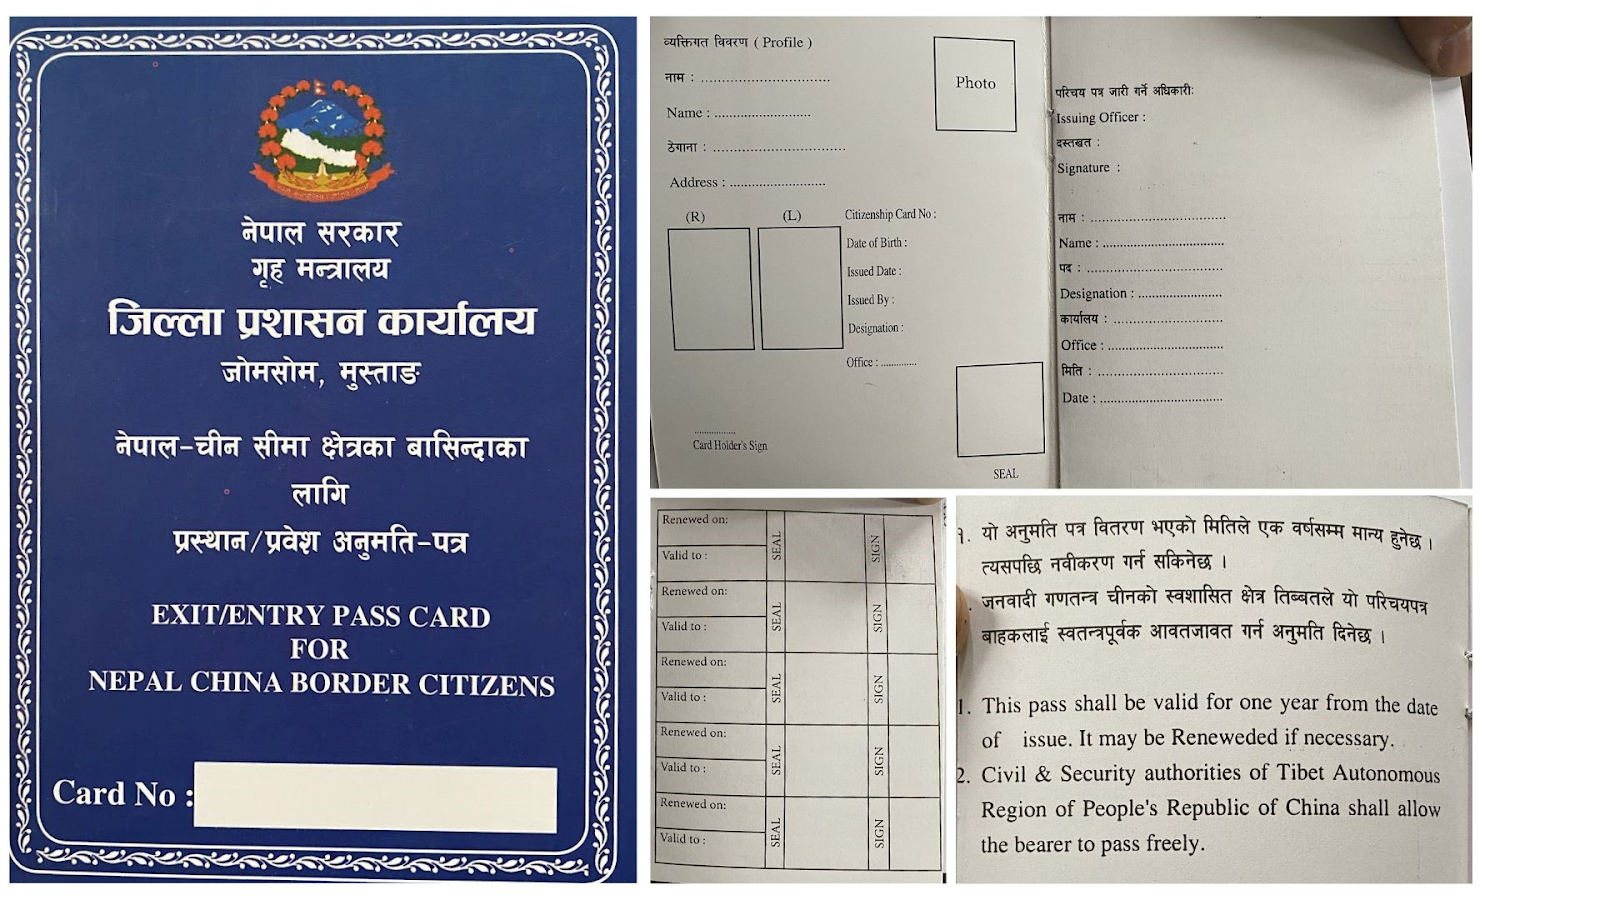 नेपाल सरकार
गृह मन्त्रालय
जिल्ला प्रशासन कार्यालय
जोमसोम, मुस्ताङ
नेपाल-चीन सीमा क्षेत्रका बासिन्दाका
लागि
प्रस्थान/प्रवेश अनुमति-पत्र
EXIT/ENTRY PASS CARD
FOR
NEPAL CHINA BORDER CITIZENS
Card No :
व्यक्तिगत विवरण ( Profile )
नाम : ................................
Name : ........................
ठेगाना : .................................
Address : ........................
Photo
(R) (L)
Citizenship Card No :
Date of Birth :
Issued Date :
Issued By :
Designation :
Office : .............
...............
Card Holder's Sign
SEAL
परिचय पत्र जारी गर्ने अधिकारीः
Issuing Officer :
दस्तखत :
Signature :
नाम : ..................................
Name : ..................................
पद : ..................................
Designation : ........................
कार्यालय : ...........................
Office : ................................
मिति : ................................
Date : ..................................
Renewed on:
Valid to :
SEAL
SIGN
Renewed on:
Valid to :
SEAL
SIGN
Renewed on:
Valid to :
SEAL
SIGN
Renewed on:
Valid to :
SEAL
SIGN
Renewed on:
Valid to :
SEAL
SIGN
१. यो अनुमति पत्र वितरण भएको मितिले एक वर्षसम्म मान्य हुनेछ ।
त्यसपछि नवीकरण गर्न सकिनेछ ।
जनवादी गणतन्त्र चीनको स्वशासित क्षेत्र तिब्बतले यो परिचयपत्र
बाहकलाई स्वतन्त्रपूर्वक आवतजावत गर्न अनुमति दिनेछ ।
1. This pass shall be valid for one year from the date
of issue. It may be Reneweded if necessary.
2. Civil & Security authorities of Tibet Autonomous
Region of People's Republic of China shall allow
the bearer to pass freely.